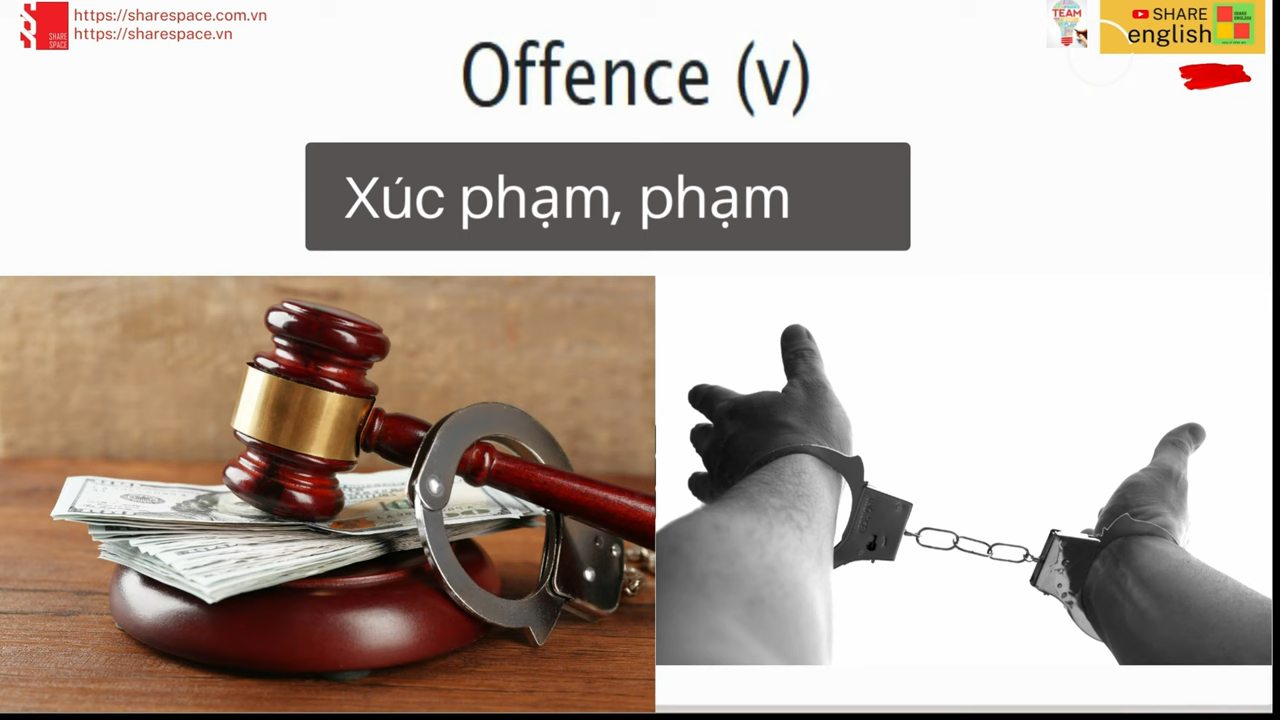 https://sharespace.com.vn
https://sharespace.vn
SHARE
SPACE
TEAM
SHARE
english
Offence (v)
Xúc phạm, phạm